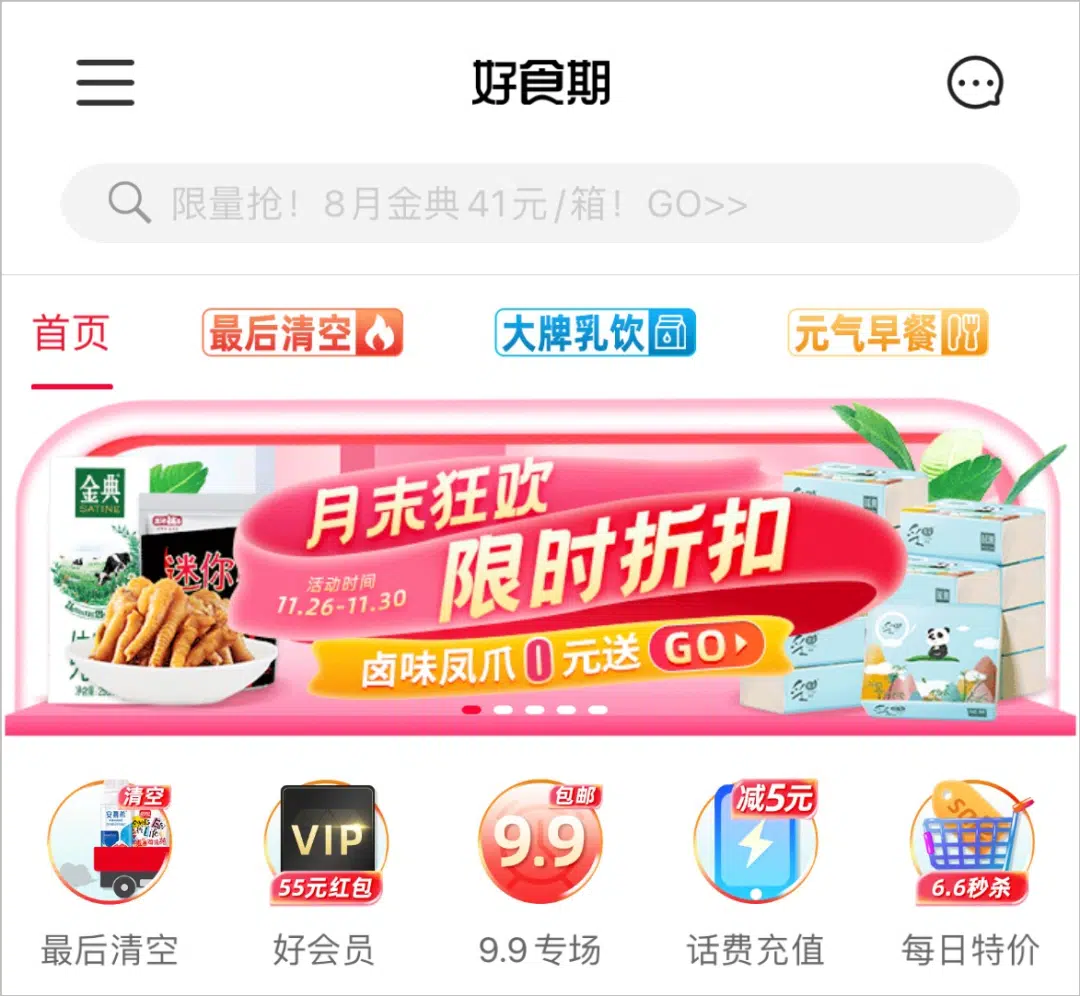 好食期
限量抢！8月金典41元/箱！GO>>
首页
最后清空
大牌乳饮
元气早餐
金典
SATINE
迷你
月末狂欢
限时折扣
活动时间
11.26-11.30
卤味凤爪0元送 GO
清空
VIP
55元红包
包邮
9.9
减5元
6.6秒杀
最后清空
好会员
9.9专场
话费充值
每日特价